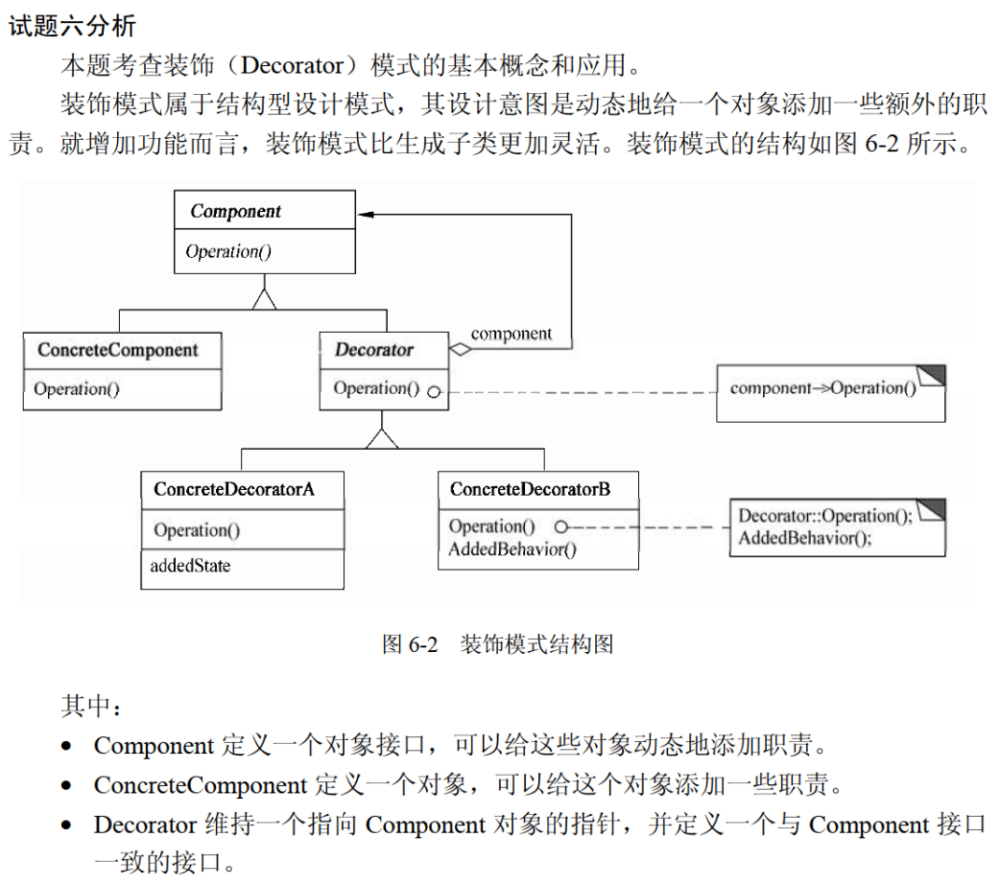 试题六分析
本题考查装饰（Decorator）模式的基本概念和应用。
装饰模式属于结构型设计模式，其设计意图是动态地给一个对象添加一些额外的职
责。就增加功能而言，装饰模式比生成子类更加灵活。装饰模式的结构如图 6-2 所示。
Component
Operation()
component
ConcreteComponent
Operation()
Decorator
Operation()
component->Operation()
ConcreteDecoratorA
Operation()
addedState
ConcreteDecoratorB
Operation()
AddedBehavior()
Decorator::Operation();
AddedBehavior();
图 6-2 装饰模式结构图
其中：
• Component 定义一个对象接口，可以给这些对象动态地添加职责。
• ConcreteComponent 定义一个对象，可以给这个对象添加一些职责。
• Decorator 维持一个指向 Component 对象的指针，并定义一个与 Component 接口
一致的接口。